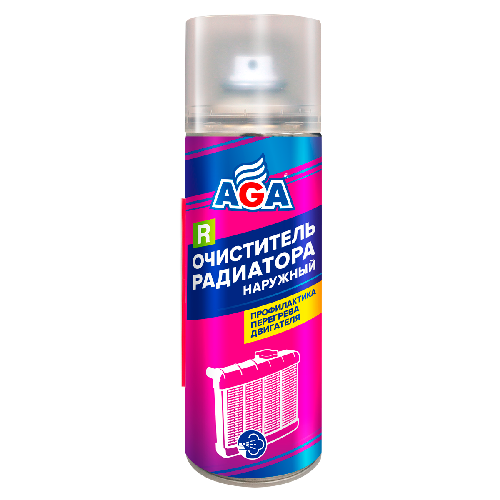 AGA
R
ОЧИСТИТЕЛЬ
РАДИАТОРА
НАРУЖНЫЙ
ПРОФИЛАКТИКА
ПЕРЕГРЕВА
ДВИГАТЕЛЯ